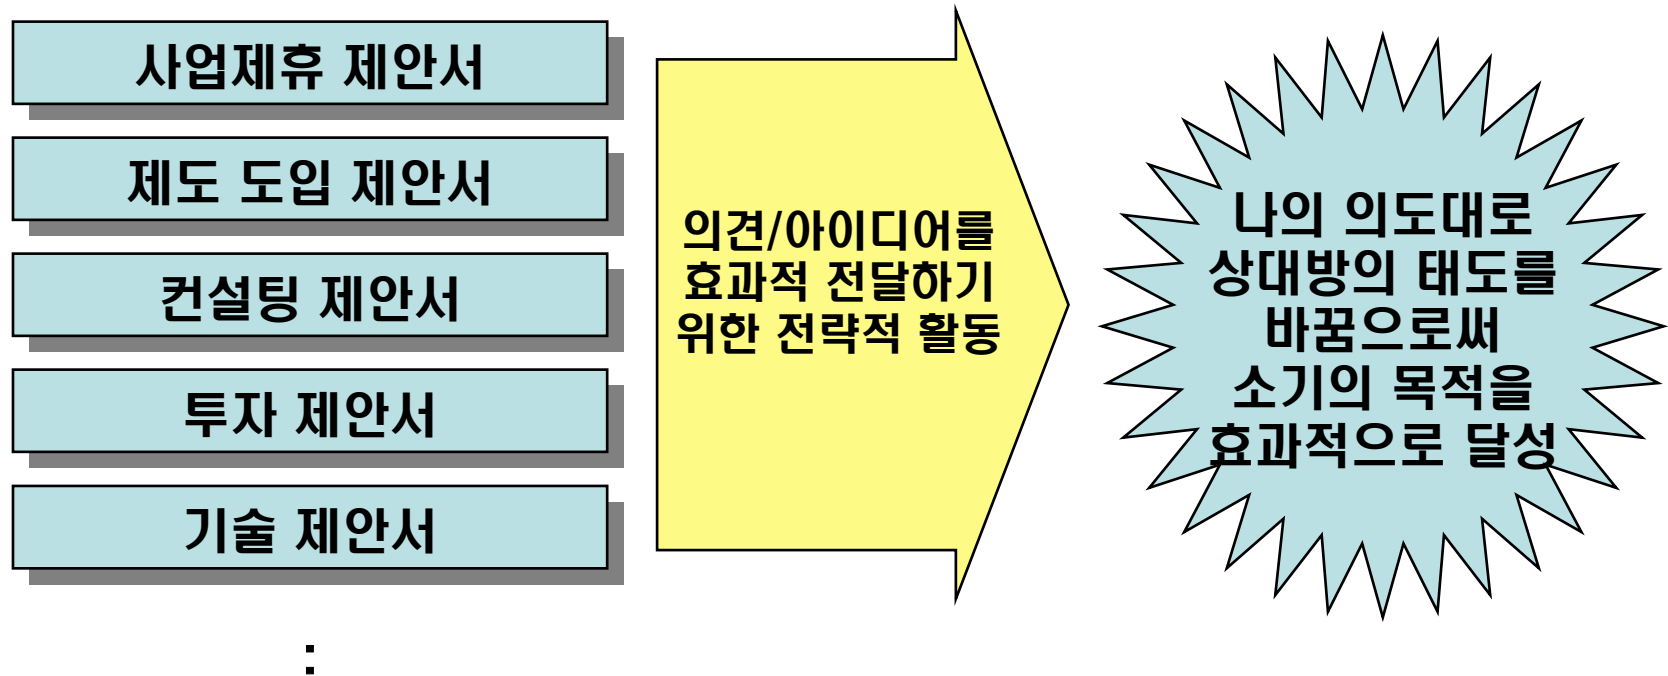 사업제휴 제안서
제도 도입 제안서
컨설팅 제안서
투자 제안서
기술 제안서
:
의견/아이디어를
효과적 전달하기
위한 전략적 활동
나의 의도대로
상대방의 태도를
바꿈으로써
소기의 목적을
효과적으로 달성